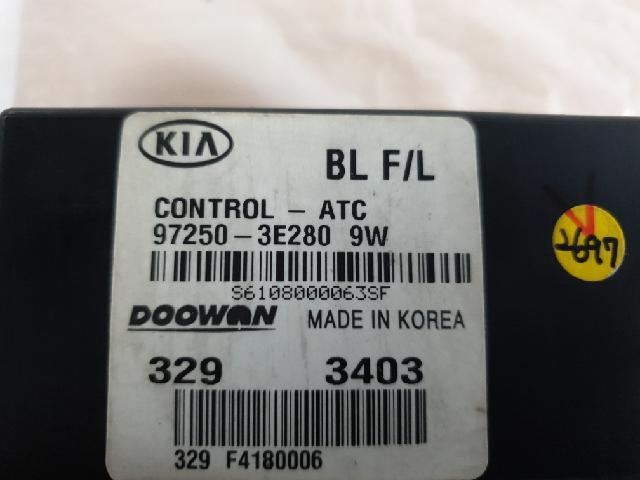 KIA
BL F/L
CONTROL - ATC
97250-3E280 9W
S6108000063SF
DOOWON MADE IN KOREA
329 3403
329 F4180006